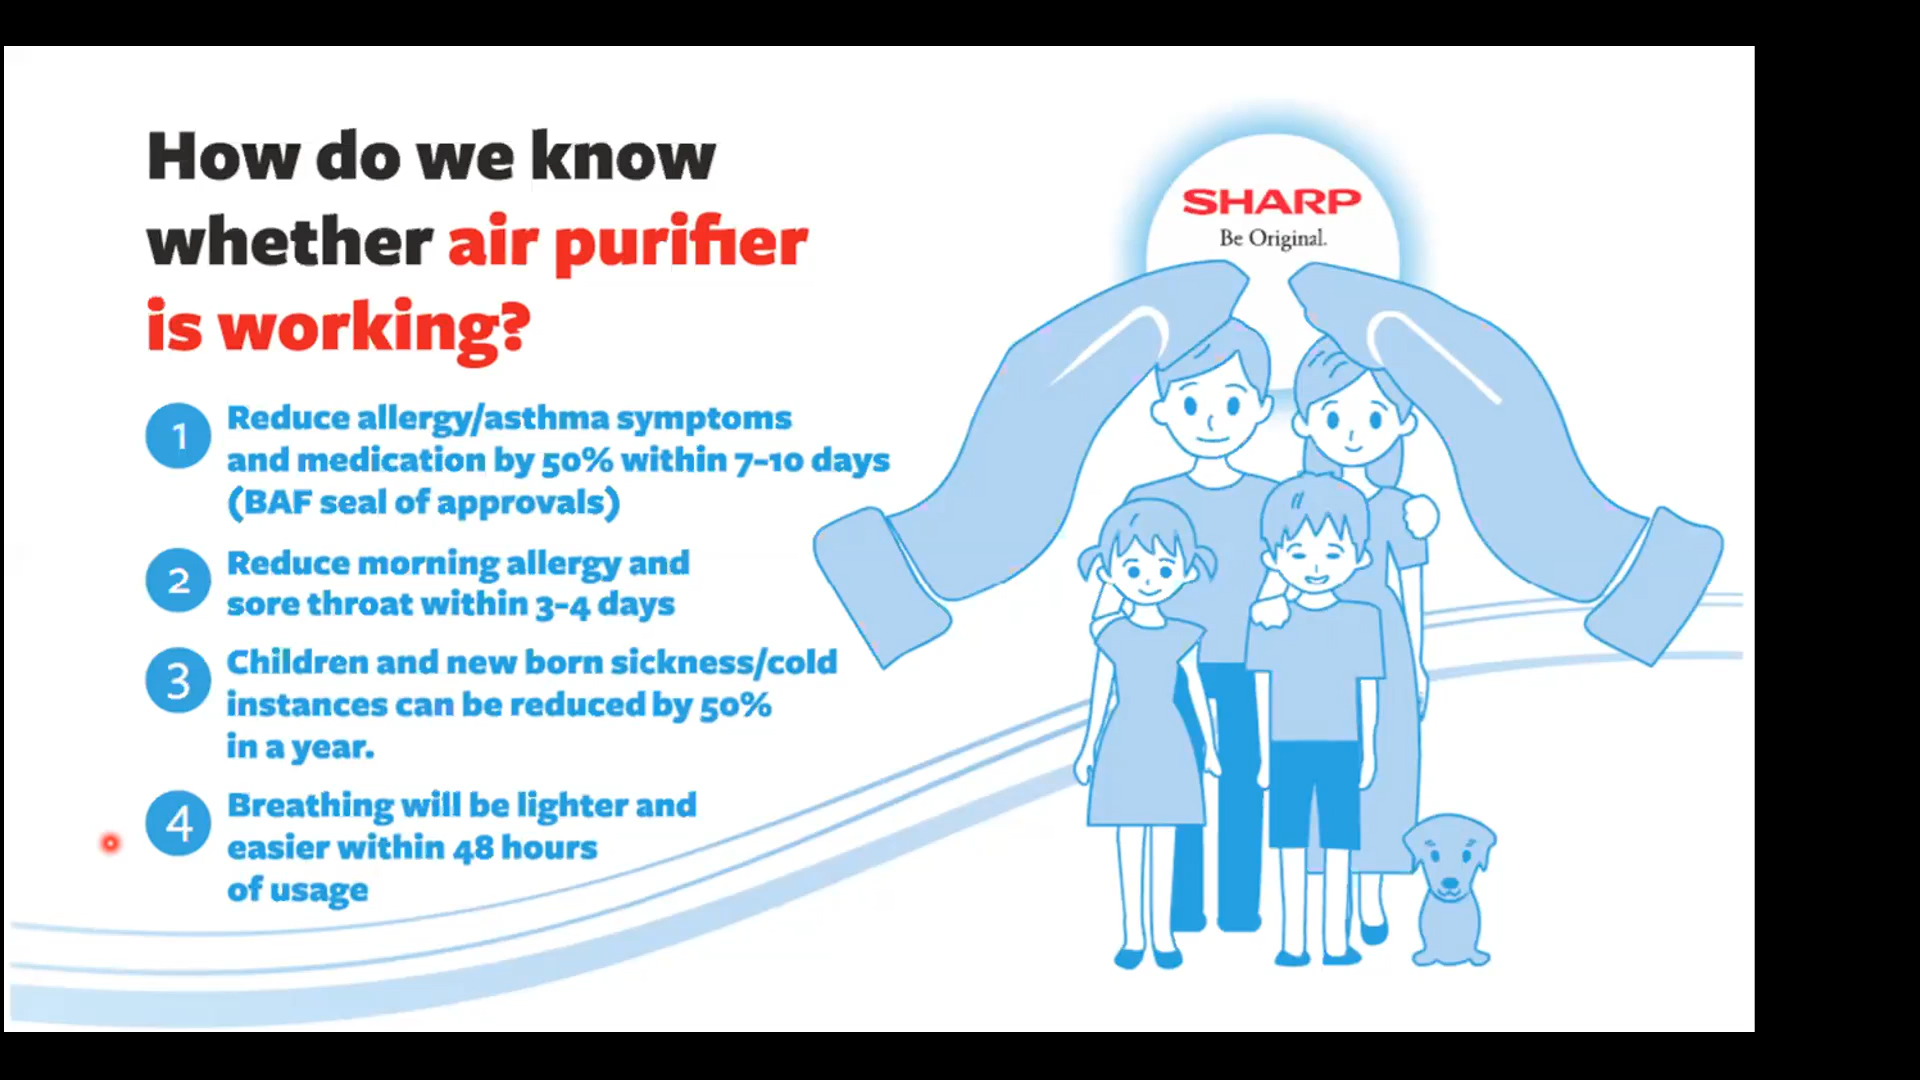 How do we know
whether air purifier
is working?
1 Reduce allergy/asthma symptoms
and medication by 50% within 7-10 days
(BAF seal of approvals)
2 Reduce morning allergy and
sore throat within 3-4 days
3 Children and new born sickness/cold
instances can be reduced by 50%
in a year.
4 Breathing will be lighter and
easier within 48 hours
of usage
SHARP
Be Original.